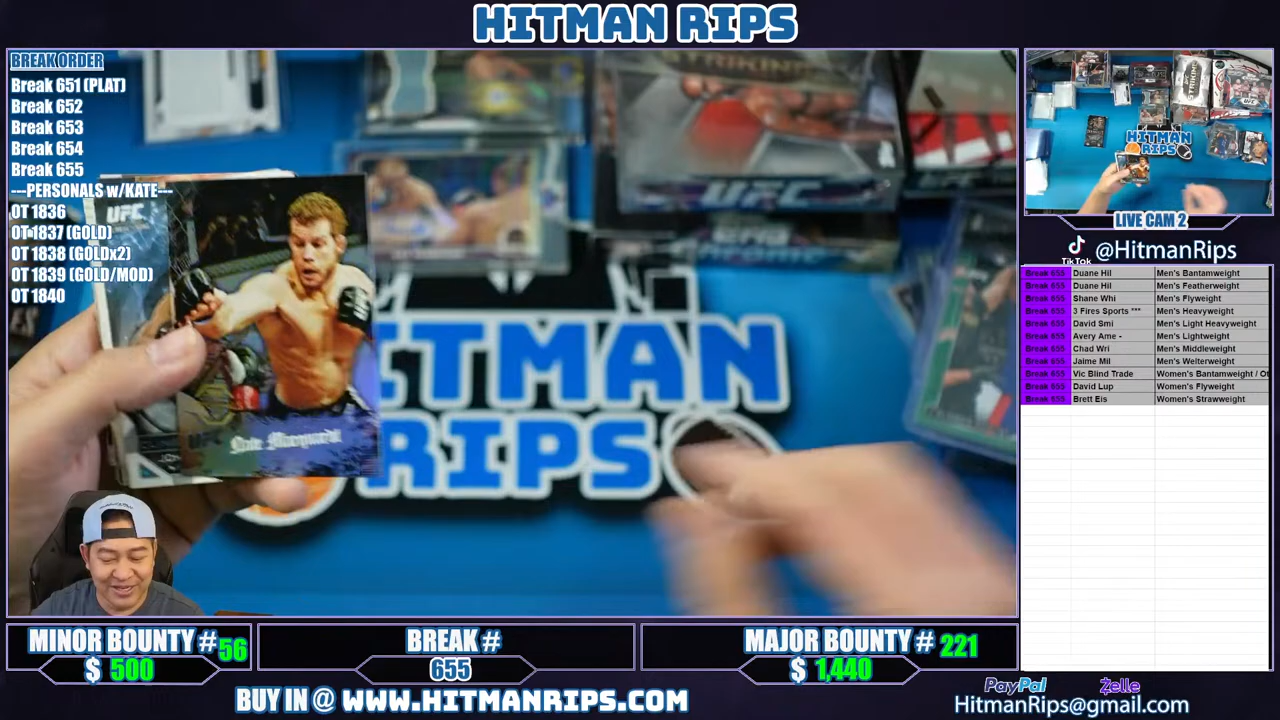 HITMAN RIPS
BREAK ORDER
Break 651 (PLAT)
Break 652
Break 653
Break 654
Break 655
---PERSONALS w/KATE---
OT 1836
OT 1837 (GOLD)
OT 1838 (GOLDx2)
OT 1839 (GOLD/MOD)
OT 1840
UFC
UFC
HITMAN
RIPS
HITMAN
RIPS
LIVE CAM 2
TikTok
@HitmanRips
Break 655 Duane Hil Men's Bantamweight
Break 655 Duane Hil Men's Featherweight
Break 655 Shane Whi Men's Flyweight
Break 655 3 Fires Sports *** Men's Heavyweight
Break 655 David Smi Men's Light Heavyweight
Break 655 Avery Ame - Men's Lightweight
Break 655 Chad Wri Men's Middleweight
Break 655 Jaime Mil Men's Welterweight
Break 655 Vic Blind Trade Women's Bantamweight / Ot
Break 655 David Lup Women's Flyweight
Break 655 Brett Eis Women's Strawweight
MINOR BOUNTY # 56
$ 500
BREAK #
655
MAJOR BOUNTY # 221
$ 1,440
BUY IN @ WWW.HITMANRIPS.COM
PayPal Zelle
HitmanRips@gmail.com